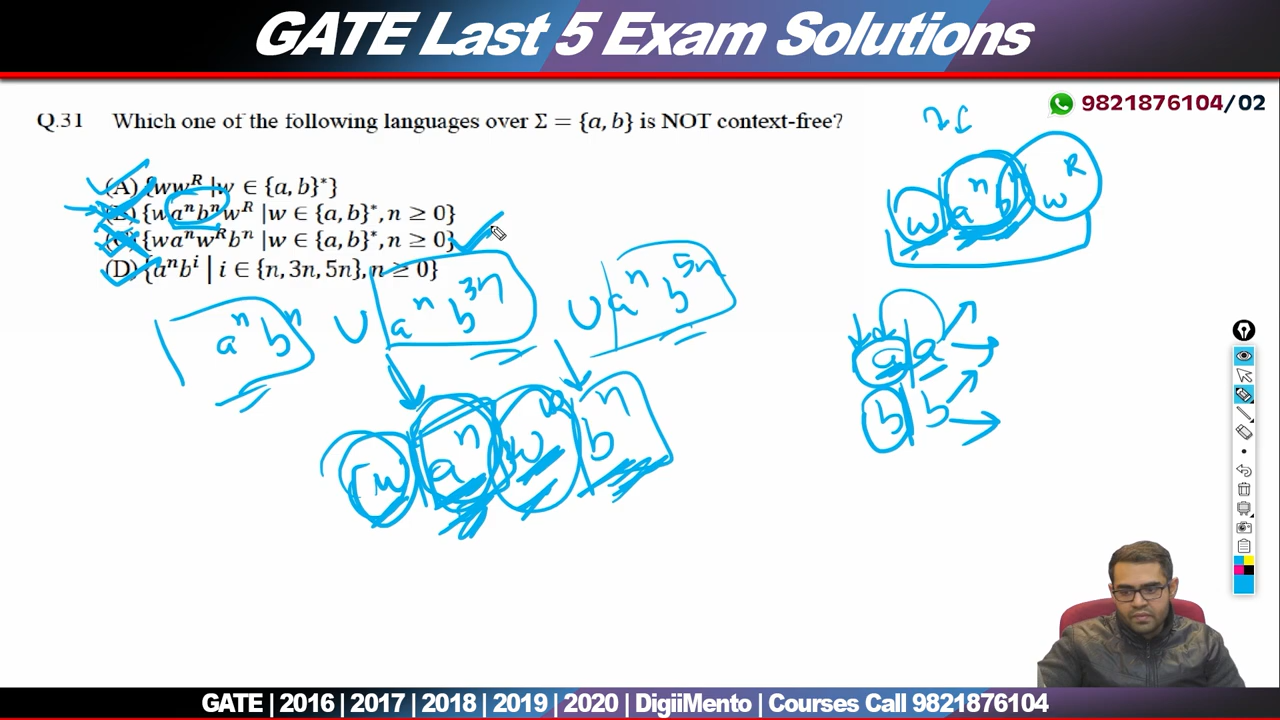 GATE Last 5 Exam Solutions
9821876104/02
Q.31 Which one of the following languages over Σ = {a, b} is NOT context-free?
(A) {ww^R |w ∈ {a, b}*}
{wa^n b^n w^R |w ∈ {a, b}*, n ≥ 0}
{wa^n w^R b^n |w ∈ {a, b}*, n ≥ 0}
(D) {a^n b^i | i ∈ {n, 3n, 5n}, n ≥ 0}
w a^n b^n w^R
a^n b^n ∪ a^n b^3n ∪ a^n b^5n
a | a
b | b
w a^n w^R b^n
GATE | 2016 | 2017 | 2018 | 2019 | 2020 | DigiiMento | Courses Call 9821876104